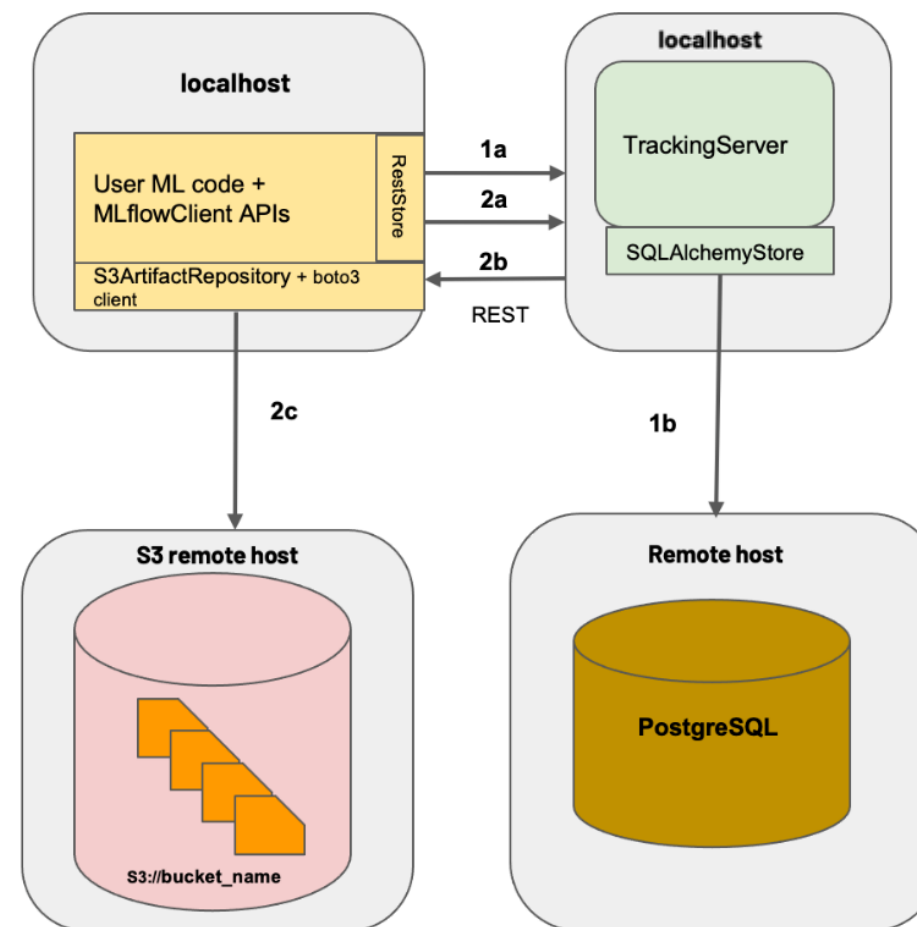 localhost
User ML code +
MLflowClient APIs
RestStore
S3ArtifactRepository + boto3
client
1a
2a
2b
REST
localhost
TrackingServer
SQLAlchemyStore
2c
1b
S3 remote host
S3://bucket_name
Remote host
PostgreSQL